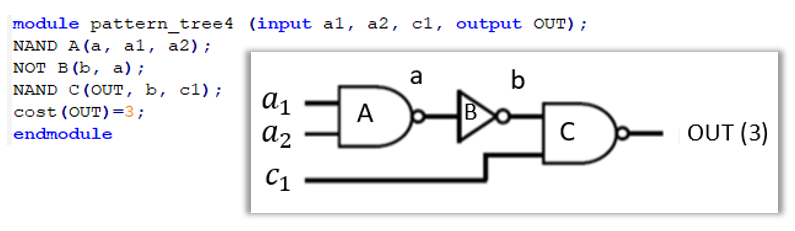 module pattern_tree4 (input a1, a2, c1, output OUT);
NAND A(a, a1, a2);
NOT B(b, a);
NAND C(OUT, b, c1);
cost(OUT)=3;
endmodule
a b
a₁ A B
a₂ C OUT (3)
c₁